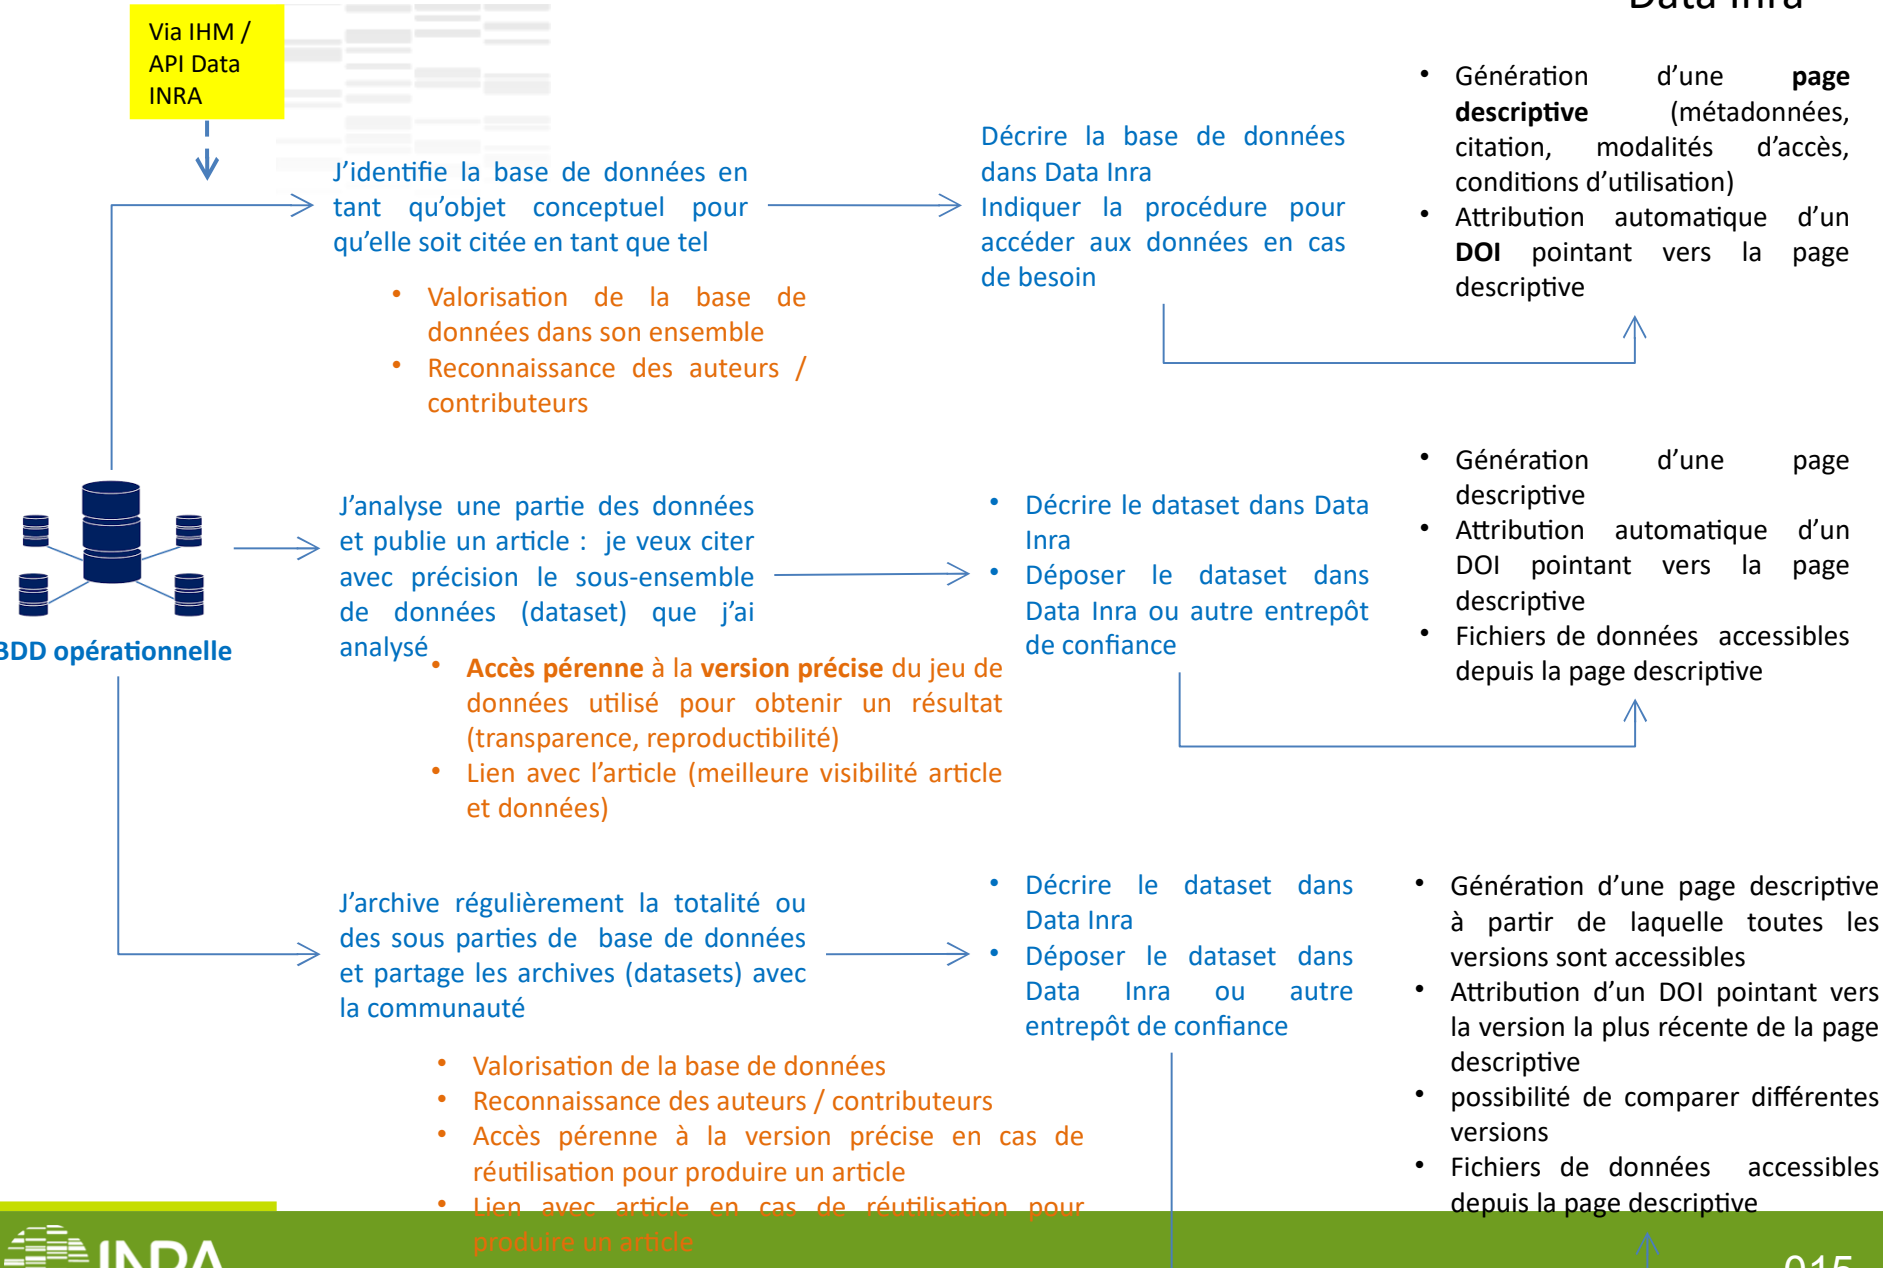 Data Inra
Via IHM /
API Data
INRA
J’identifie la base de données en
tant qu’objet conceptuel pour
qu’elle soit citée en tant que tel
• Valorisation de la base de
données dans son ensemble
• Reconnaissance des auteurs /
contributeurs
Décrire la base de données
dans Data Inra
Indiquer la procédure pour
accéder aux données en cas
de besoin
• Génération d’une page
descriptive (métadonnées,
citation, modalités d’accès,
conditions d’utilisation)
• Attribution automatique d’un
DOI pointant vers la page
descriptive
BDD opérationnelle
J’analyse une partie des données
et publie un article : je veux citer
avec précision le sous-ensemble
de données (dataset) que j’ai
analysé
• Accès pérenne à la version précise du jeu de
données utilisé pour obtenir un résultat
(transparence, reproductibilité)
• Lien avec l’article (meilleure visibilité article
et données)
• Décrire le dataset dans Data
Inra
• Déposer le dataset dans
Data Inra ou autre entrepôt
de confiance
• Génération d’une page
descriptive
• Attribution automatique d’un
DOI pointant vers la page
descriptive
• Fichiers de données accessibles
depuis la page descriptive
J’archive régulièrement la totalité ou
des sous parties de base de données
et partage les archives (datasets) avec
la communauté
• Valorisation de la base de données
• Reconnaissance des auteurs / contributeurs
• Accès pérenne à la version précise en cas de
réutilisation pour produire un article
• Lien avec article en cas de réutilisation pour
produire un article
• Décrire le dataset dans
Data Inra
• Déposer le dataset dans
Data Inra ou autre
entrepôt de confiance
• Génération d’une page descriptive
à partir de laquelle toutes les
versions sont accessibles
• Attribution d’un DOI pointant vers
la version la plus récente de la page
descriptive
• possibilité de comparer différentes
versions
• Fichiers de données accessibles
depuis la page descriptive
INRA
015